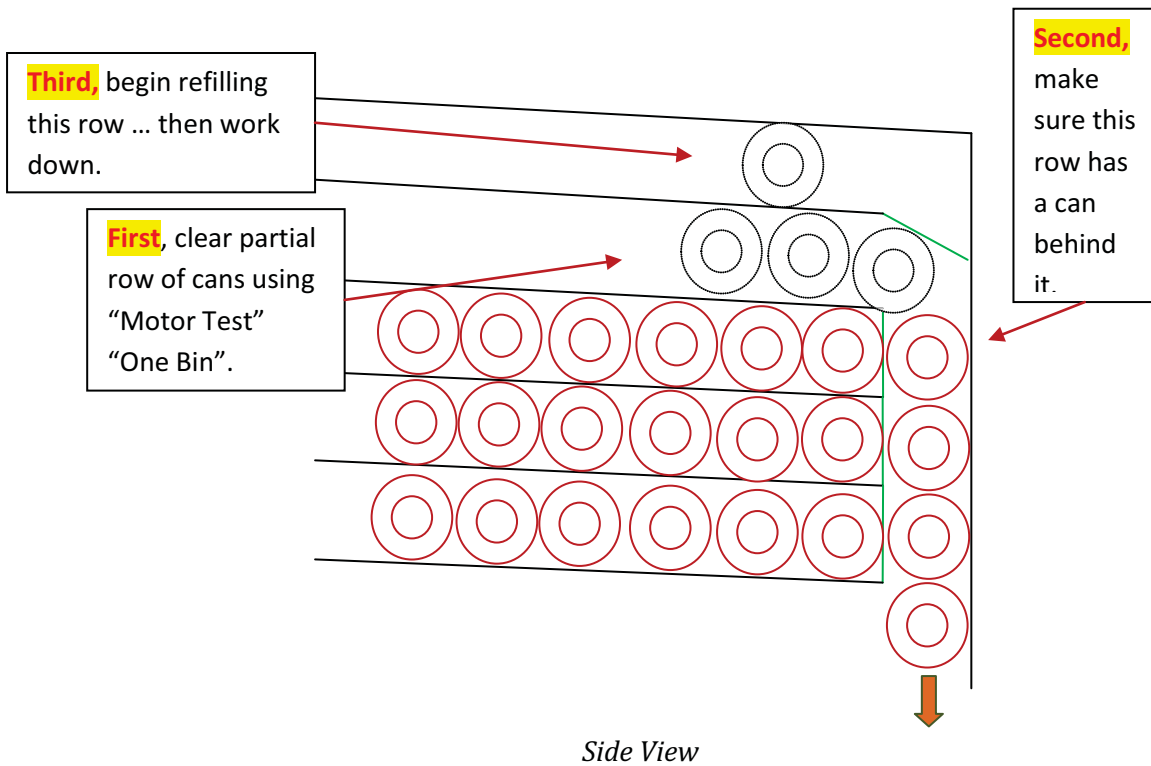 Third, begin refilling
this row … then work
down.
First, clear partial
row of cans using
“Motor Test”
“One Bin”.
Second,
make
sure this
row has
a can
behind
it.
Side View